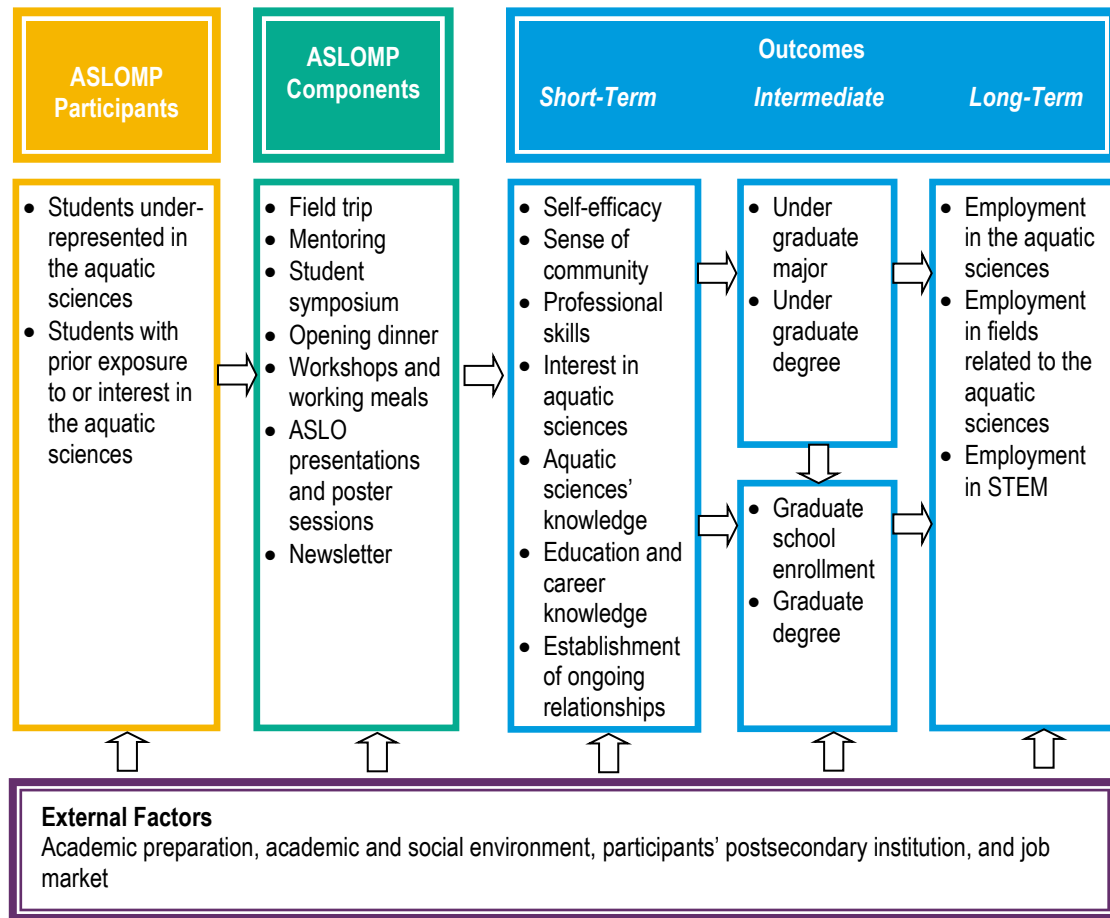 ASLOMP
Participants
ASLOMP
Components
Outcomes
Short-Term Intermediate Long-Term
• Students under-
represented in
the aquatic
sciences
• Students with
prior exposure
to or interest in
the aquatic
sciences
• Field trip
• Mentoring
• Student
symposium
• Opening dinner
• Workshops and
working meals
• ASLO
presentations
and poster
sessions
• Newsletter
• Self-efficacy
• Sense of
community
• Professional
skills
• Interest in
aquatic
sciences
• Aquatic
sciences’
knowledge
• Education and
career
knowledge
• Establishment
of ongoing
relationships
• Under
graduate
major
• Under
graduate
degree
• Graduate
school
enrollment
• Graduate
degree
• Employment
in the aquatic
sciences
• Employment
in fields
related to the
aquatic
sciences
• Employment
in STEM
External Factors
Academic preparation, academic and social environment, participants’ postsecondary institution, and job
market